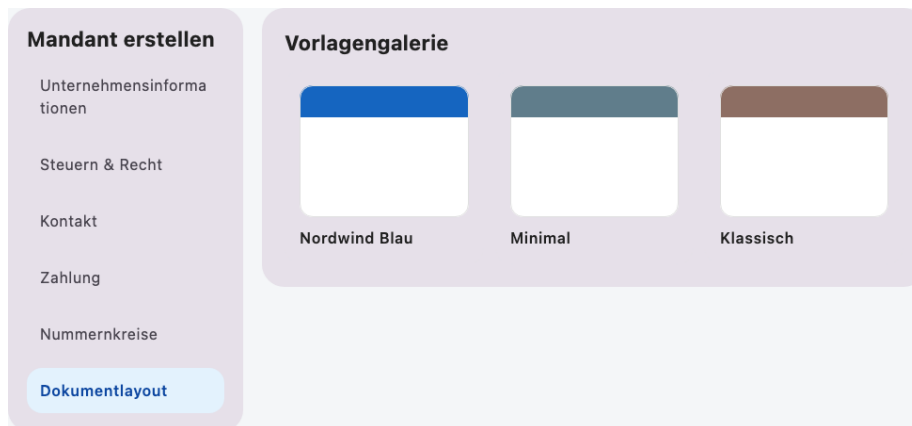 Mandant erstellen
Unternehmensinforma
tionen
Steuern & Recht
Kontakt
Zahlung
Nummernkreise
Dokumentlayout
Vorlagengalerie
Nordwind Blau
Minimal
Klassisch